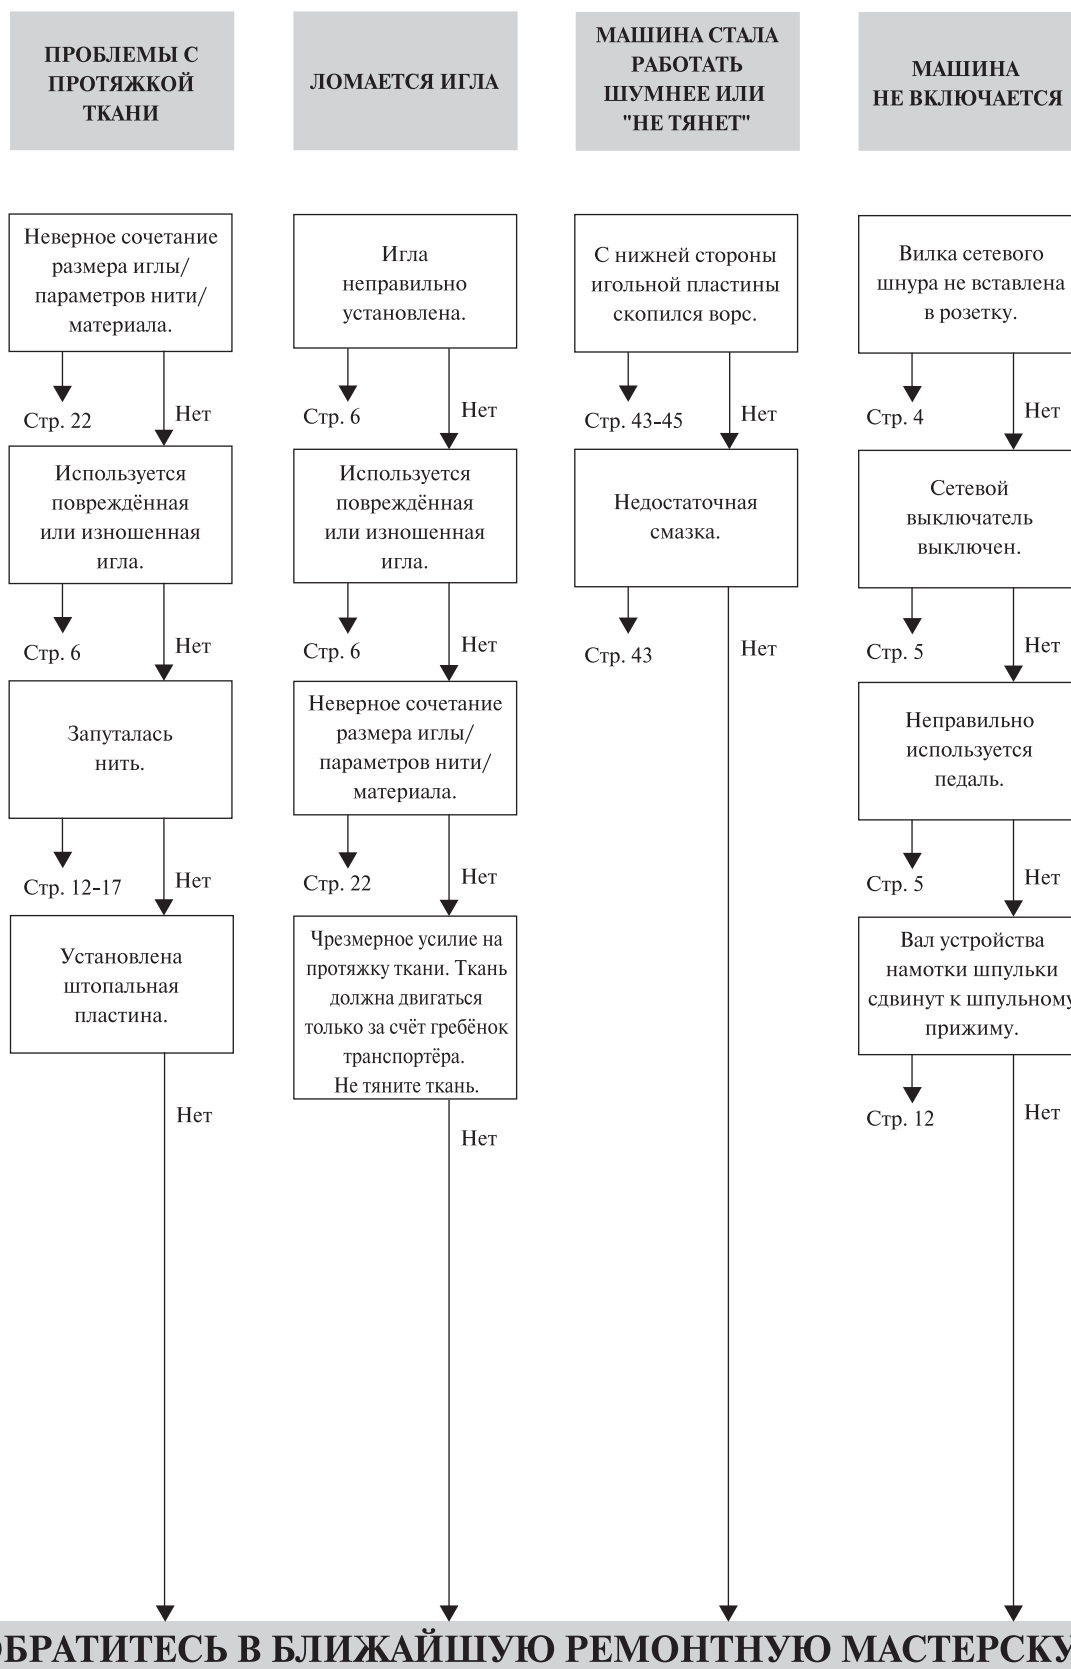 ПРОБЛЕМЫ С
ПРОТЯЖКОЙ
ТКАНИ
Неверное сочетание
размера иглы/
параметров нити/
материала.
Стр. 22
Нет
Используется
повреждённая
или изношенная
игла.
Стр. 6
Нет
Запуталась
нить.
Стр. 12-17
Нет
Установлена
штопальная
пластина.
Нет
ЛОМАЕТСЯ ИГЛА
Игла
неправильно
установлена.
Стр. 6
Нет
Используется
повреждённая
или изношенная
игла.
Стр. 6
Нет
Неверное сочетание
размера иглы/
параметров нити/
материала.
Стр. 22
Нет
Чрезмерное усилие на
протяжку ткани. Ткань
должна двигаться
только за счёт гребёнок
транспортёра.
Не тяните ткань.
Нет
МАШИНА СТАЛА
РАБОТАТЬ
ШУМНЕЕ ИЛИ
"НЕ ТЯНЕТ"
С нижней стороны
игольной пластины
скопился ворс.
Стр. 43-45
Нет
Недостаточная
смазка.
Стр. 43
Нет
МАШИНА
НЕ ВКЛЮЧАЕТСЯ
Вилка сетевого
шнура не вставлена
в розетку.
Стр. 4
Нет
Сетевой
выключатель
выключен.
Стр. 5
Нет
Неправильно
используется
педаль.
Стр. 5
Нет
Вал устройства
намотки шпульки
сдвинут к шпульному
прижиму.
Стр. 12
Нет
ОБРАТИТЕСЬ В БЛИЖАЙШУЮ РЕМОНТНУЮ МАСТЕРСКУ